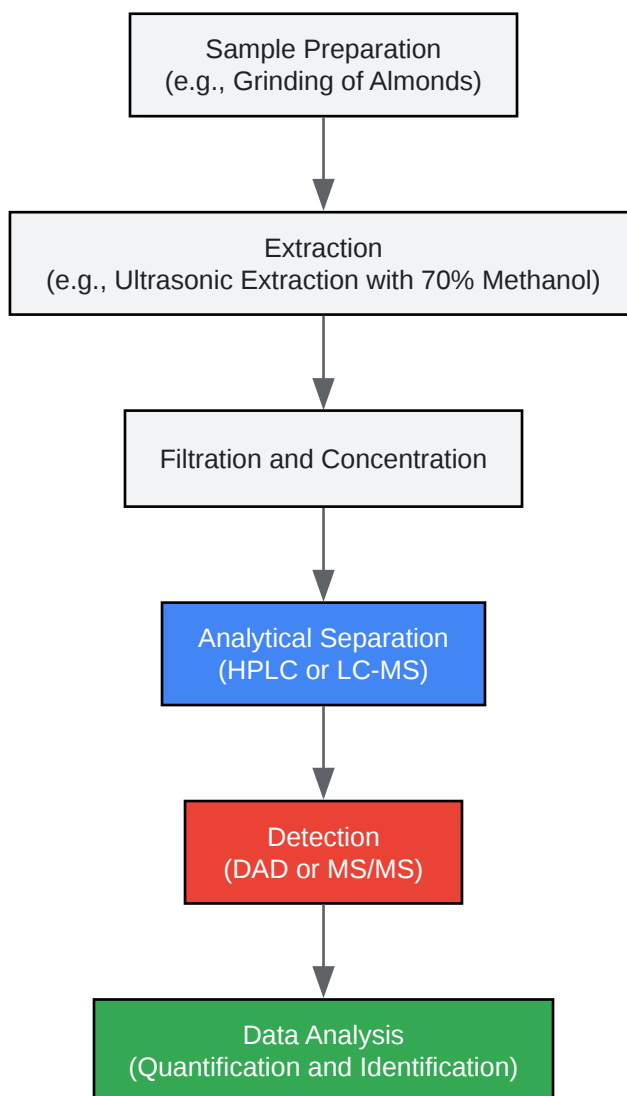 Sample Preparation
(e.g., Grinding of Almonds)
Extraction
(e.g., Ultrasonic Extraction with 70% Methanol)
Filtration and Concentration
Analytical Separation
(HPLC or LC-MS)
Detection
(DAD or MS/MS)
Data Analysis
(Quantification and Identification)